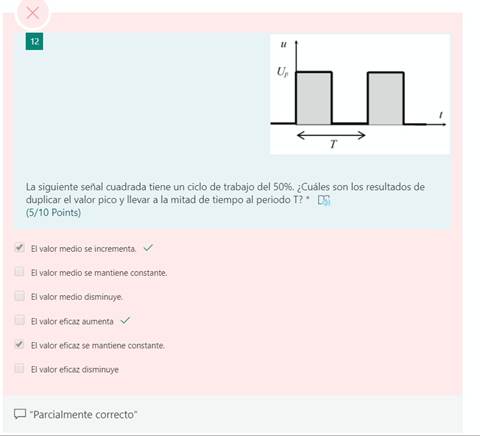 12
u
Uₚ
t
T
La siguiente señal cuadrada tiene un ciclo de trabajo del 50%. ¿Cuáles son los resultados de
duplicar el valor pico y llevar a la mitad de tiempo al periodo T? *
(5/10 Points)
El valor medio se incrementa.
El valor medio se mantiene constante.
El valor medio disminuye.
El valor eficaz aumenta
El valor eficaz se mantiene constante.
El valor eficaz disminuye
"Parcialmente correcto"